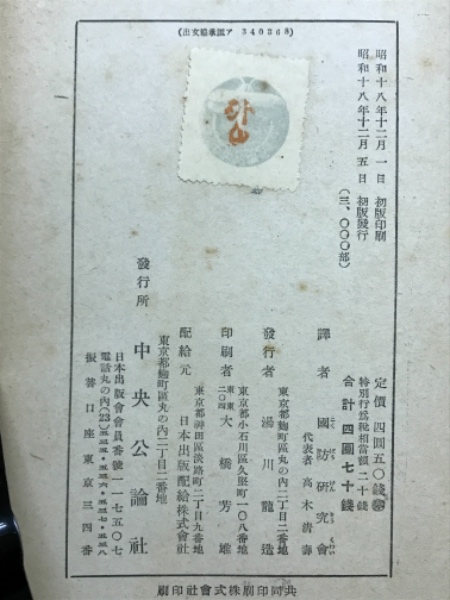 (出文協承認ア 340368)
昭和十八年十二月一日 初版印刷
昭和十八年十二月五日 初版發行
(三、〇〇〇部)
定價 四圓五〇錢
特別行爲税相當額二十錢
合計四圓七十錢
譯者 國防研究會
代表者 高木淸壽
東京都麹町區丸の內二丁目二番地
發行者 湯川龍造
東京都小石川區久堅町一〇八番地
印刷者 大橋芳雄
東東二〇四
東京都神田區淡路町二丁目九番地
配給元 日本出版配給株式會社
東京都麹町區丸の內二丁目二番地
發行所 中央公論社
日本出版會會員番號一一七五〇七
電話丸の內(23)
振替口座東京三四番
共同印刷株式會社印刷